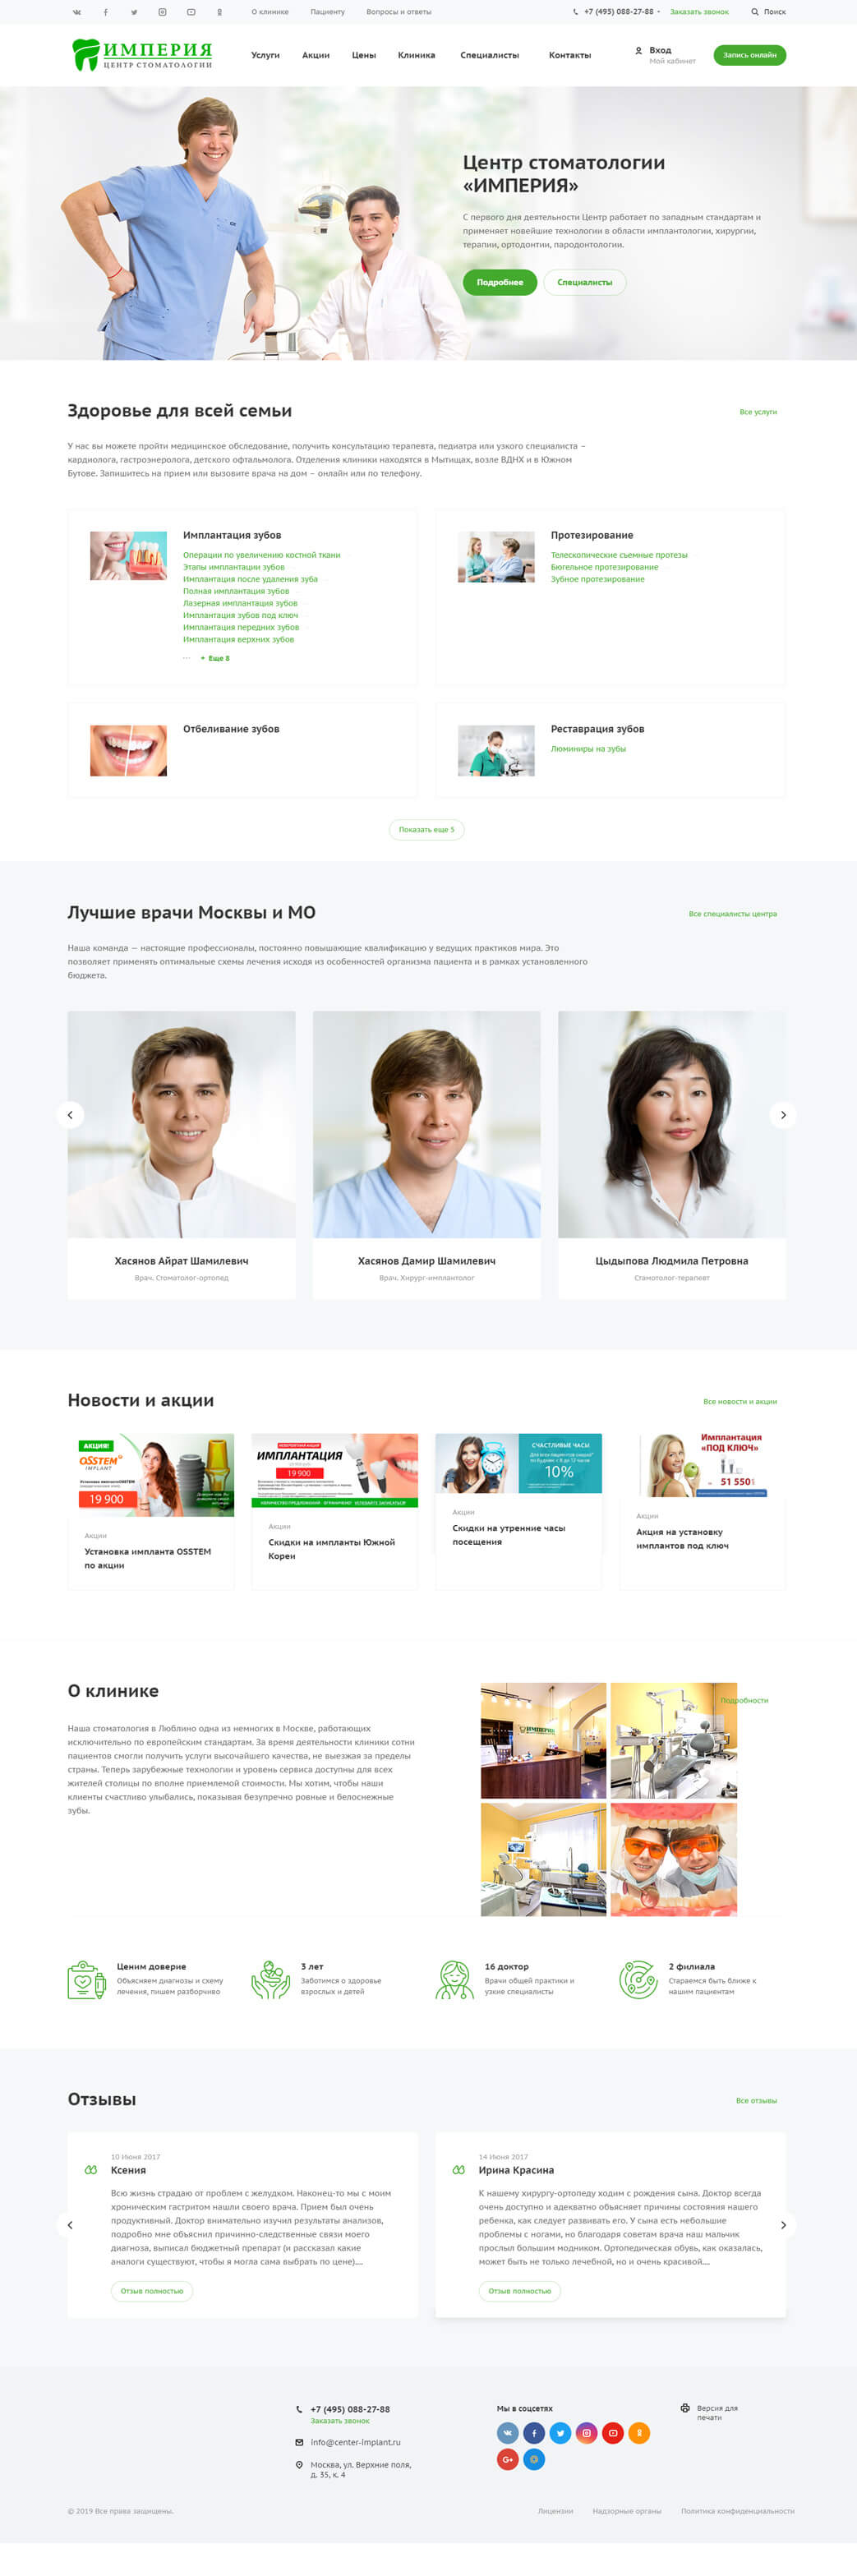 О клинике
Пациенту
Вопросы и ответы
+7 (495) 088-27-88
Заказать звонок
Поиск
ИМПЕРИЯ
ЦЕНТР СТОМАТОЛОГИИ
Услуги
Акции
Цены
Клиника
Специалисты
Контакты
Вход
Мой кабинет
Запись онлайн
Центр стоматологии
«ИМПЕРИЯ»
С первого дня деятельности Центр работает по западным стандартам и
применяет новейшие технологии в области имплантологии, хирургии,
терапии, ортодонтии, пародонтологии.
Подробнее
Специалисты
Здоровье для всей семьи
Все услуги
У нас вы можете пройти медицинское обследование, получить консультацию терапевта, педиатра или узкого специалиста –
кардиолога, гастроэнеролога, детского офтальмолога. Отделения клиники находятся в Мытищах, возле ВДНХ и в Южном
Бутове. Запишитесь на прием или вызовите врача на дом – онлайн или по телефону.
Имплантация зубов
Операции по увеличению костной ткани
Этапы имплантации зубов
Имплантация после удаления зуба
Полная имплантация зубов
Лазерная имплантация зубов
Имплантация зубов под ключ
Имплантация передних зубов
Имплантация верхних зубов
... + Еще 8
Протезирование
Телескопические съемные протезы
Бюгельное протезирование
Зубное протезирование
Отбеливание зубов
Реставрация зубов
Люминиры на зубы
Показать еще 5
Лучшие врачи Москвы и МО
Все специалисты центра
Наша команда — настоящие профессионалы, постоянно повышающие квалификацию у ведущих практиков мира. Это
позволяет применять оптимальные схемы лечения исходя из особенностей организма пациента и в рамках установленного
бюджета.
Хасянов Айрат Шамилевич
Врач. Стоматолог-ортопед
Хасянов Дамир Шамилевич
Врач. Хирург-имплантолог
Цыдыпова Людмила Петровна
Стамотолог-терапевт
Новости и акции
Все новости и акции
АКЦИЯ!
OSSTEM
IMPLANT
19 900
Акции
Установка импланта OSSTEM
по акции
ИМПЛАНТАЦИЯ
19 900
Акции
Скидки на импланты Южной
Кореи
СЧАСТЛИВЫЕ ЧАСЫ
10%
Акции
Скидки на утренние часы
посещения
Имплантация
«ПОД КЛЮЧ»
51 550
Акции
Акция на установку
имплантов под ключ
О клинике
Подробности
Наша стоматология в Люблино одна из немногих в Москве, работающих
исключительно по европейским стандартам. За время деятельности клиники сотни
пациентов смогли получить услуги высочайшего качества, не выезжая за пределы
страны. Теперь зарубежные технологии и уровень сервиса доступны для всех
жителей столицы по вполне приемлемой стоимости. Мы хотим, чтобы наши
клиенты счастливо улыбались, показывая безупречно ровные и белоснежные
зубы.
ИМПЕРИЯ
Ценим доверие
Объясняем диагнозы и схему
лечения, пишем разборчиво
3 лет
Заботимся о здоровье
взрослых и детей
16 доктор
Врачи общей практики и
узкие специалисты
2 филиала
Стараемся быть ближе к
нашим пациентам
Отзывы
Все отзывы
10 Июня 2017
Ксения
Всю жизнь страдаю от проблем с желудком. Наконец-то мы с моим
хроническим гастритом нашли своего врача. Прием был очень
продуктивный. Доктор внимательно изучил результаты анализов,
подробно мне объяснил причинно-следственные связи моего
диагноза, выписал бюджетный препарат (и рассказал какие
аналоги существуют, чтобы я могла сама выбрать по цене)....
Отзыв полностью
14 Июня 2017
Ирина Красина
К нашему хирургу-ортопеду ходим с рождения сына. Доктор всегда
очень доступно и адекватно объясняет причины состояния нашего
ребенка, как следует развивать его. У сына есть небольшие
проблемы с ногами, но благодаря советам врача наш мальчик
прослыл большим модником. Ортопедическая обувь, как оказалась,
может быть не только лечебной, но и очень красивой....
Отзыв полностью
+7 (495) 088-27-88
Заказать звонок
info@center-implant.ru
Москва, ул. Верхние поля,
д. 35, к. 4
Мы в соцсетях
Версия для
печати
© 2019 Все права защищены.
Лицензии
Надзорные органы
Политика конфиденциальности